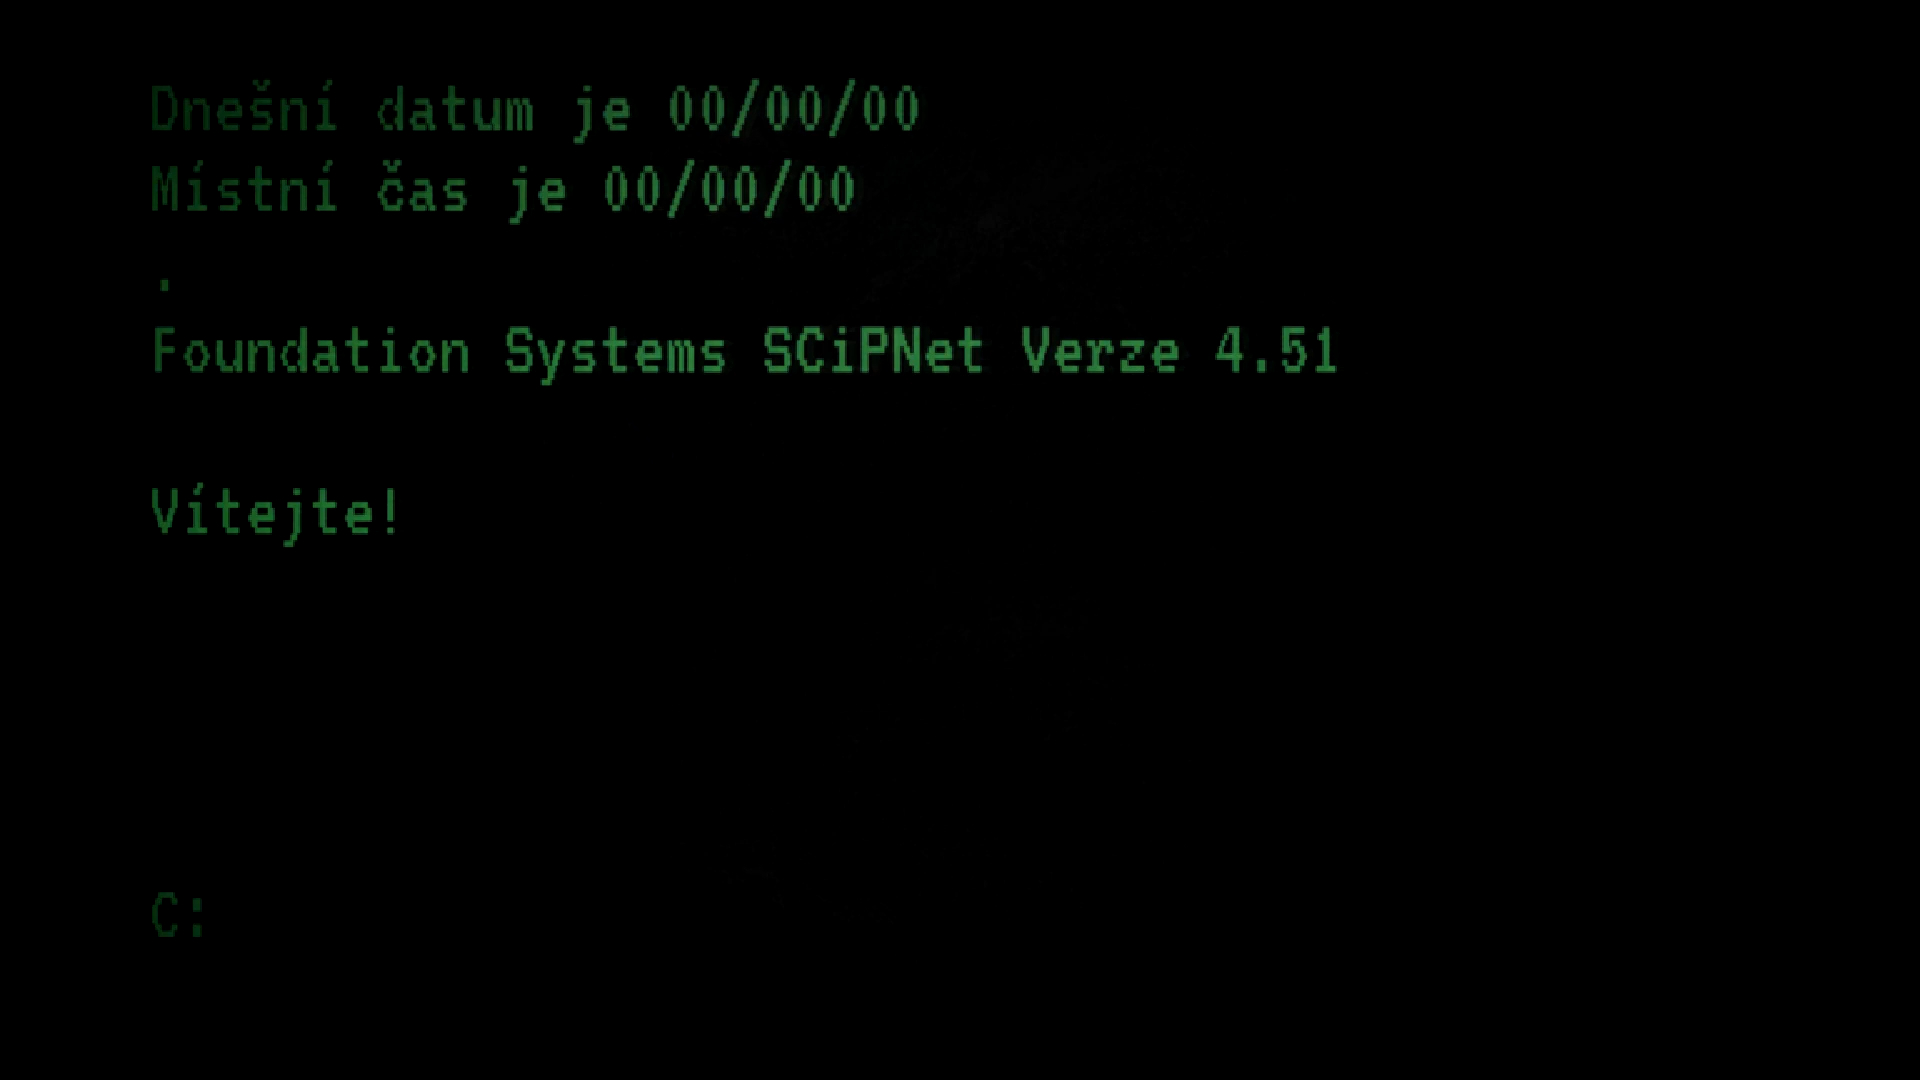 Dnešní datum je 00/00/00
Místní čas je 00/00/00
.
Foundation Systems SCiPNet Verze 4.51
Vítejte!
C: